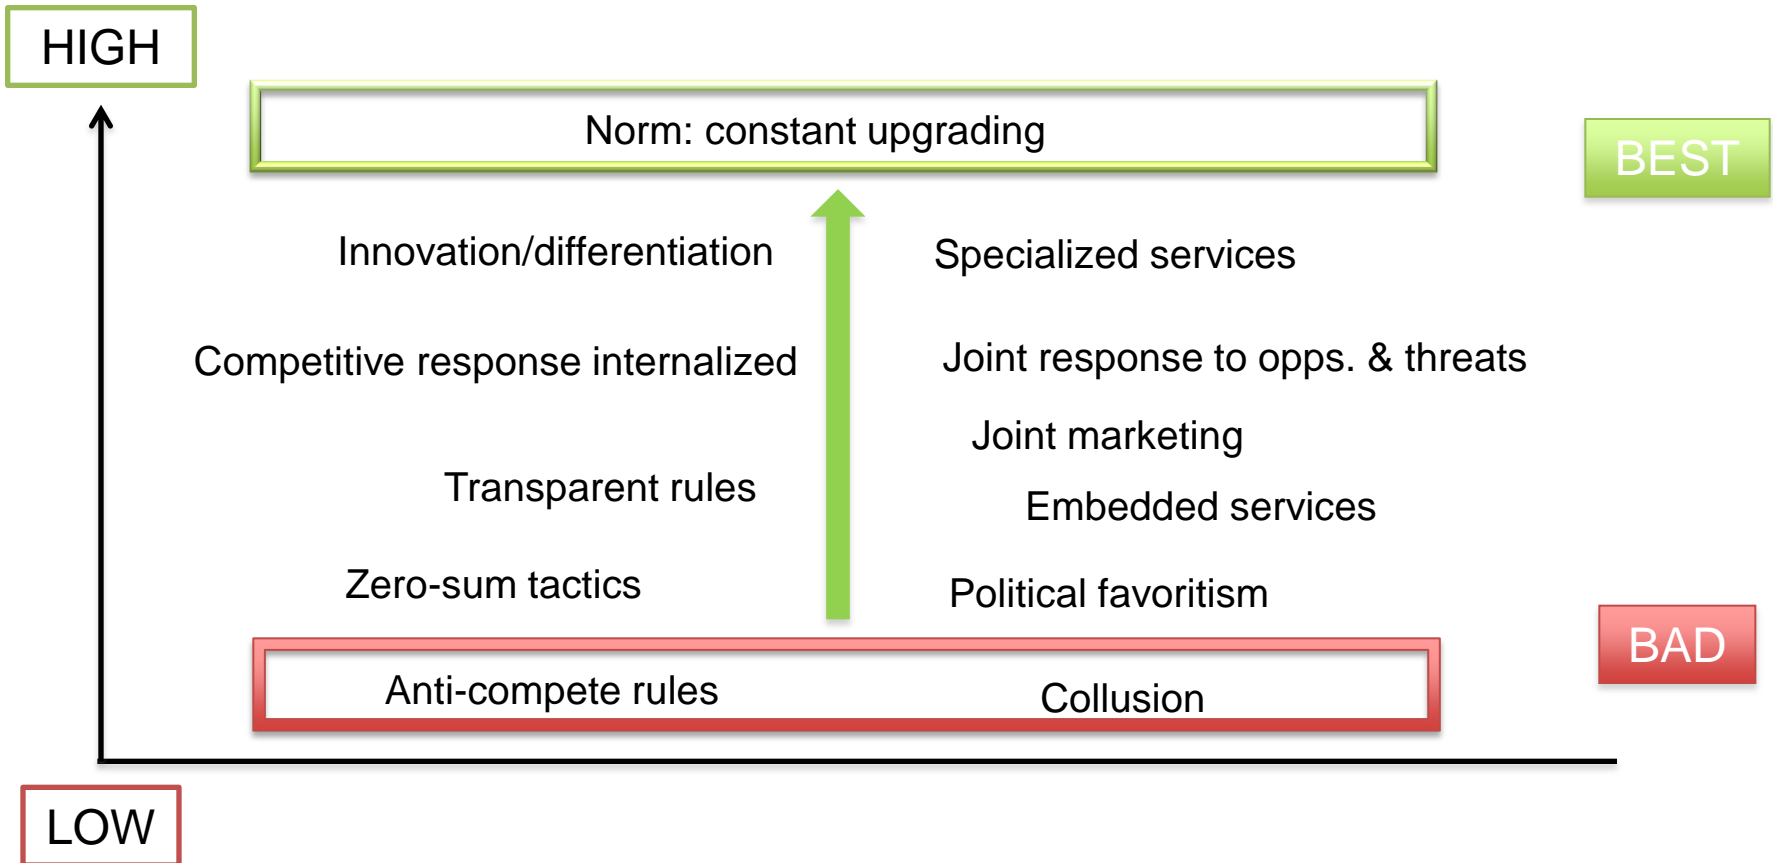 HIGH
Norm: constant upgrading
BEST
Innovation/differentiation
Specialized services
Competitive response internalized
Joint response to opps. & threats
Joint marketing
Transparent rules
Embedded services
Zero-sum tactics
Political favoritism
BAD
Anti-compete rules
Collusion
LOW